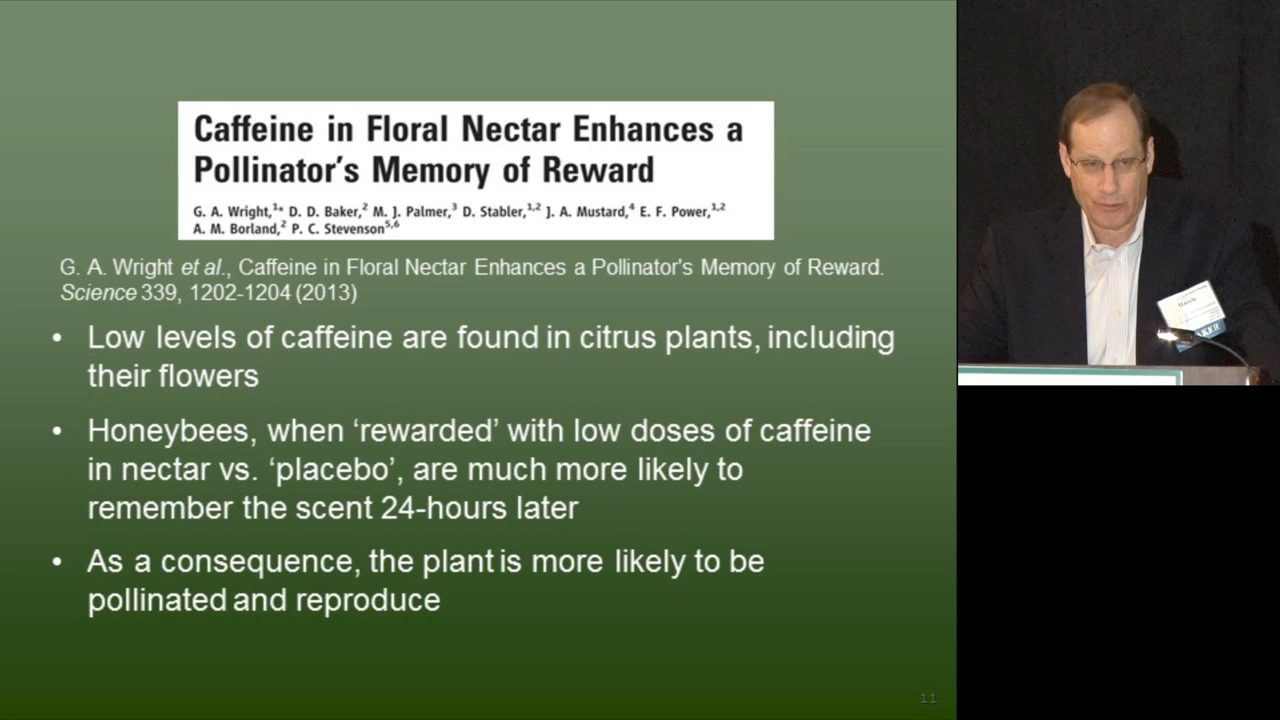 Caffeine in Floral Nectar Enhances a
Pollinator's Memory of Reward
G. A. Wright,¹* D. D. Baker,² M. J. Palmer,³ D. Stabler,¹,² J. A. Mustard,⁴ E. F. Power,¹,²
A. M. Borland,² P. C. Stevenson⁵,⁶
G. A. Wright et al., Caffeine in Floral Nectar Enhances a Pollinator's Memory of Reward.
Science 339, 1202-1204 (2013)
• Low levels of caffeine are found in citrus plants, including
their flowers
• Honeybees, when ‘rewarded’ with low doses of caffeine
in nectar vs. ‘placebo’, are much more likely to
remember the scent 24-hours later
• As a consequence, the plant is more likely to be
pollinated and reproduce
11